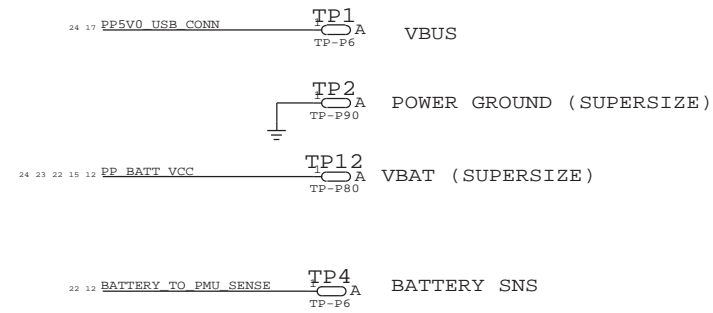 TP1
24 17 PP5V0_USB_CONN 1 A VBUS
TP-P6
TP2
1 A POWER GROUND (SUPERSIZE)
TP-P90
TP12
24 23 22 15 12 PP_BATT_VCC 1 A VBAT (SUPERSIZE)
TP-P80
TP4
22 12 BATTERY_TO_PMU_SENSE 1 A BATTERY SNS
TP-P6